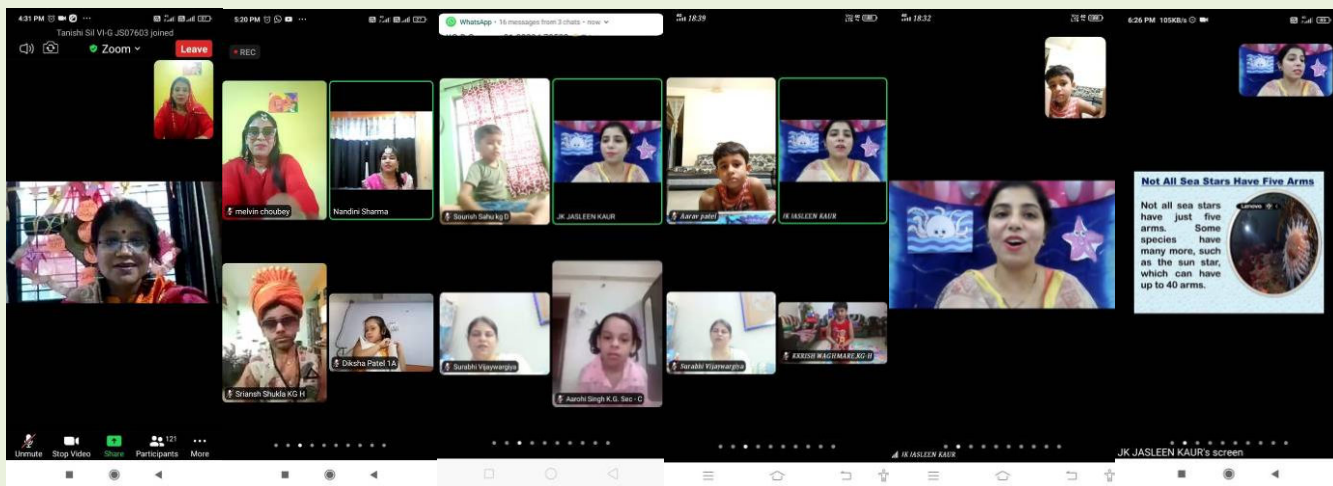 4:31 PM
Tanishi Sil VI-G JS07603 joined
Zoom
Leave
121
Unmute
Stop Video
Share
Participants
More
5:20 PM
REC
melvin choubey
Nandini Sharma
Sriansh Shukla KG H
Diksha Patel 1A
WhatsApp • 16 messages from 3 chats • now
Sourish Sahu kg D
JK JASLEEN KAUR
Surabhi Vijaywargiya
Aarohi Singh K.G. Sec - C
18:39
Aarav patel
JK JASLEEN KAUR
Surabhi Vijaywargiya
KKRISH WAGHMARE,KG-H
18:32
JK JASLEEN KAUR
6:26 PM 105KB/s
Not All Sea Stars Have Five Arms
Not all sea stars
have just five
arms. Some
species have
many more, such
as the sun star,
which can have
up to 40 arms.
Lenovo
JK JASLEEN KAUR's screen